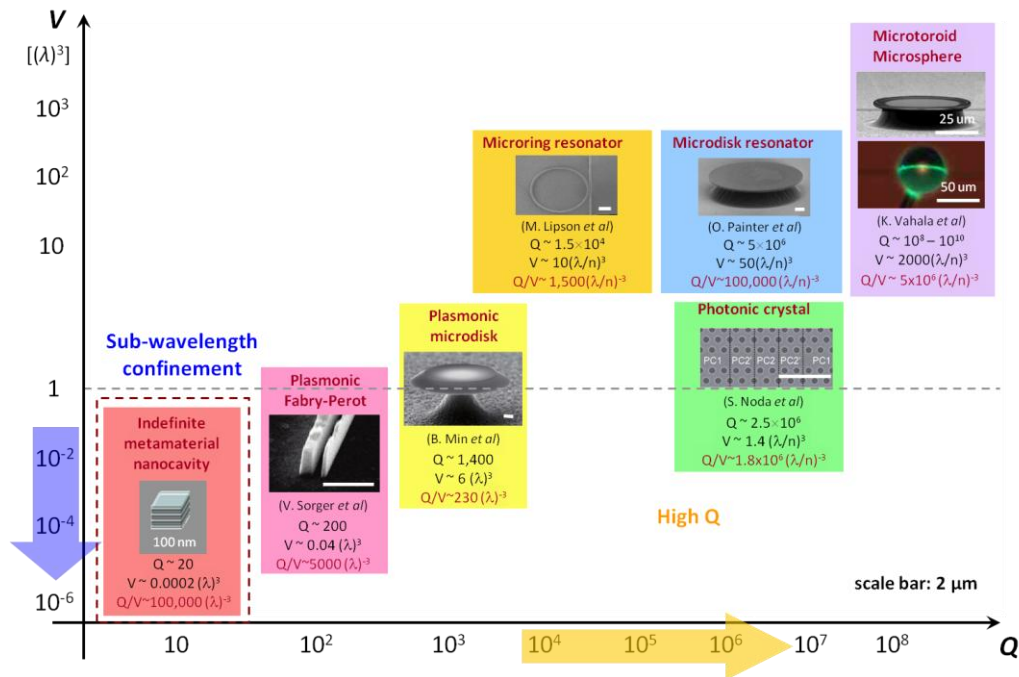 V
[(λ)³]
10³
10²
10
1
10⁻²
10⁻⁴
10⁻⁶
Sub-wavelength
confinement
Indefinite
metamaterial
nanocavity
100 nm
Q ~ 20
V ~ 0.0002 (λ)³
Q/V~100,000 (λ)⁻³
Plasmonic
Fabry-Perot
(V. Sorger et al)
Q ~ 200
V ~ 0.04 (λ)³
Q/V~5000 (λ)⁻³
Plasmonic
microdisk
(B. Min et al)
Q ~ 1,400
V ~ 6 (λ)³
Q/V~230 (λ)⁻³
Microring resonator
(M. Lipson et al)
Q ~ 1.5×10⁴
V ~ 10(λ/n)³
Q/V~ 1,500(λ/n)⁻³
Microdisk resonator
(O. Painter et al)
Q ~ 5×10⁶
V ~ 50(λ/n)³
Q/V~100,000(λ/n)⁻³
Photonic crystal
PC1 PC2' PC2 PC2' PC1
(S. Noda et al)
Q ~ 2.5×10⁶
V ~ 1.4 (λ/n)³
Q/V~1.8x10⁶ (λ/n)⁻³
Microtoroid
Microsphere
25 um
50 um
(K. Vahala et al)
Q ~ 10⁸ – 10¹⁰
V ~ 2000(λ/n)³
Q/V ~ 5x10⁶ (λ/n)⁻³
High Q
scale bar: 2 μm
10 10² 10³ 10⁴ 10⁵ 10⁶ 10⁷ 10⁸ Q